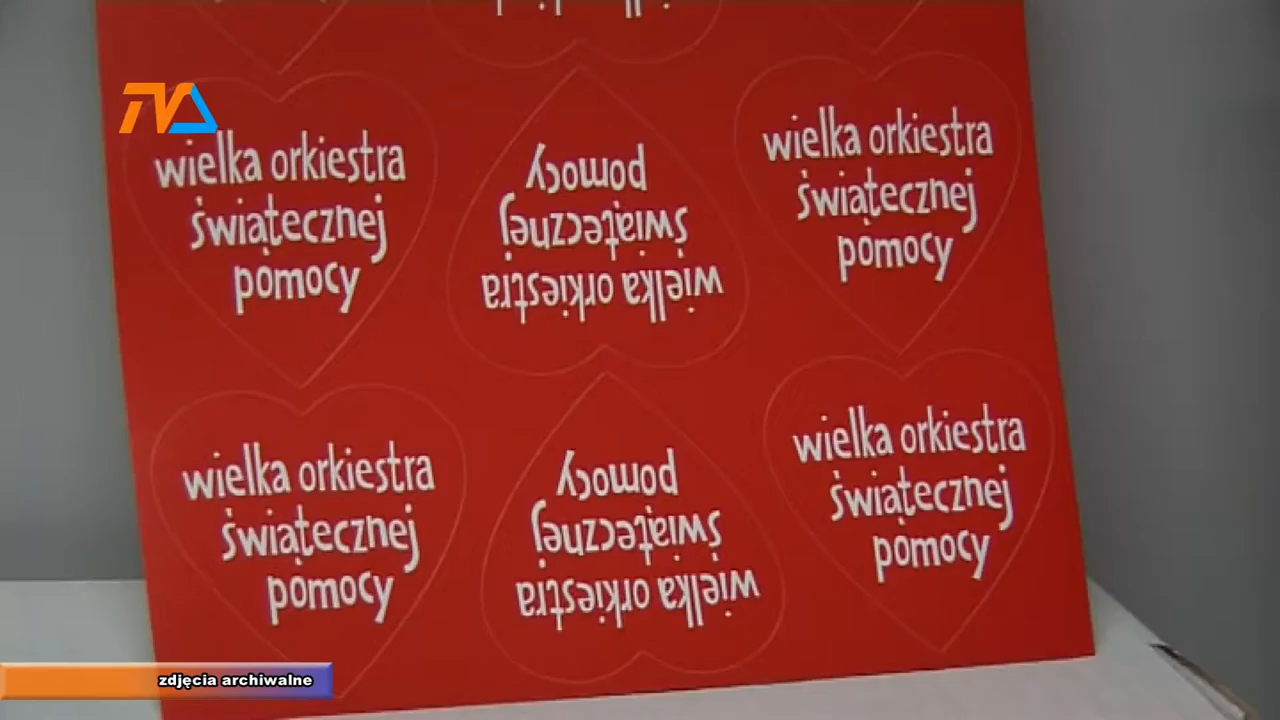 TVA
wielka orkiestra
świątecznej
pomocy
wielka orkiestra
świątecznej
pomocy
wielka orkiestra
świątecznej
pomocy
wielka orkiestra
świątecznej
pomocy
wielka orkiestra
świątecznej
pomocy
wielka orkiestra
świątecznej
pomocy
zdjęcia archiwalne